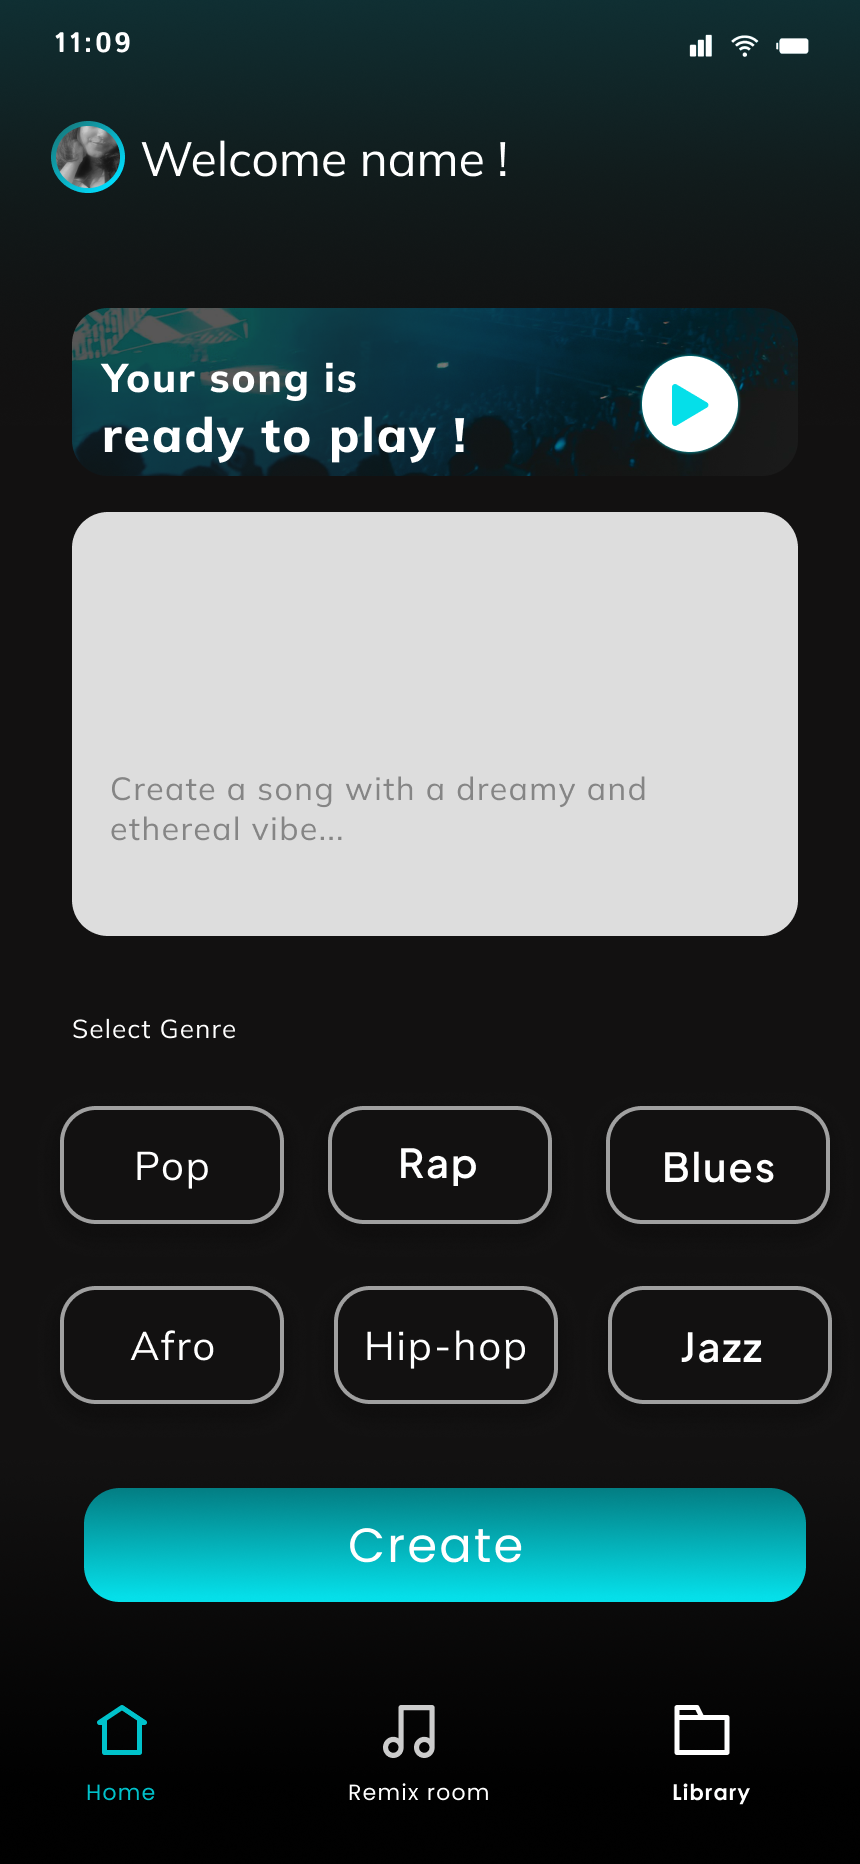 11:09
Welcome name !
Your song is
ready to play !
Create a song with a dreamy and
ethereal vibe...
Select Genre
Pop
Rap
Blues
Afro
Hip-hop
Jazz
Create
Home
Remix room
Library